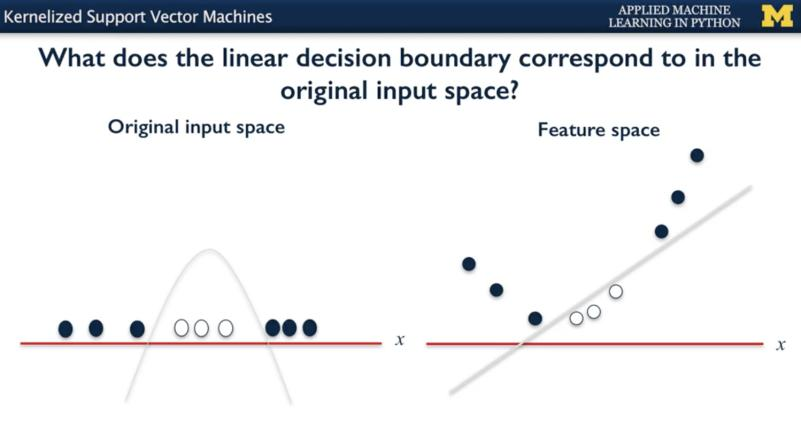 Kernelized Support Vector Machines
APPLIED MACHINE
LEARNING IN PYTHON
M
What does the linear decision boundary correspond to in the
original input space?
Original input space
Feature space
x
x